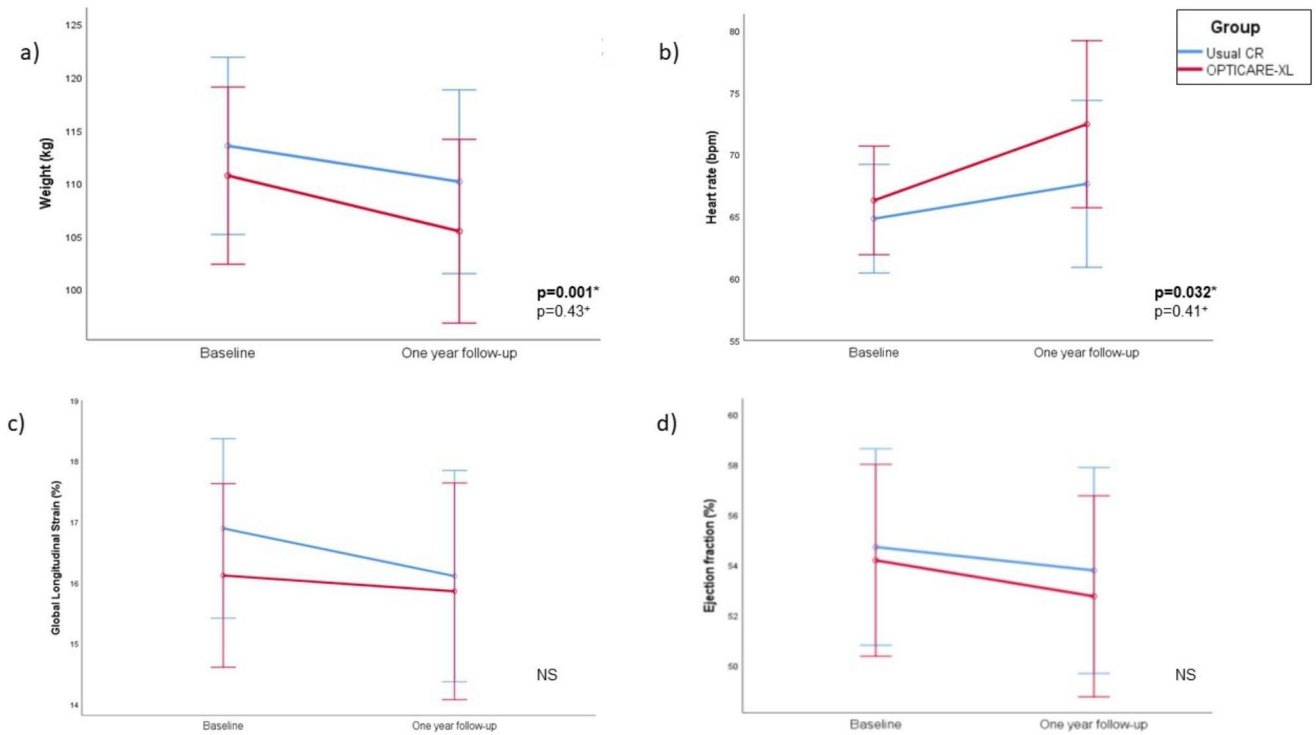 a)
125
120
115
110
105
100
Weight (kg)
Baseline
One year follow-up
p=0.001*
p=0.43+
b)
80
75
70
65
60
55
Heart rate (bpm)
Baseline
One year follow-up
p=0.032*
p=0.41+
Group
Usual CR
OPTICARE-XL
c)
19
18
17
16
15
14
Global Longitudinal Strain (%)
Baseline
One year follow-up
NS
d)
60
58
56
54
52
50
Ejection fraction (%)
Baseline
One year follow-up
NS